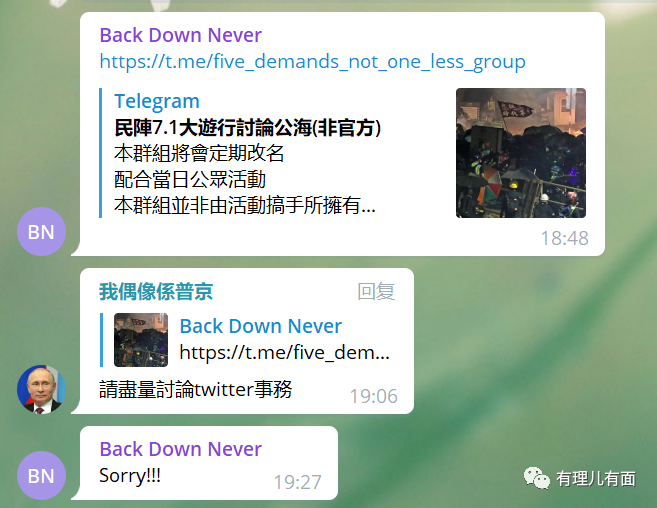 Back Down Never
https://t.me/five_demands_not_one_less_group
Telegram
民陣7.1大遊行討論公海(非官方)
本群組將會定期改名
配合當日公眾活動
本群組並非由活動搞手所擁有...
BN
18:48
我偶像係普京 回复
Back Down Never
https://t.me/five_dem...
請盡量討論twitter事務
19:06
Back Down Never
Sorry!!!
BN
19:27
有理儿有面